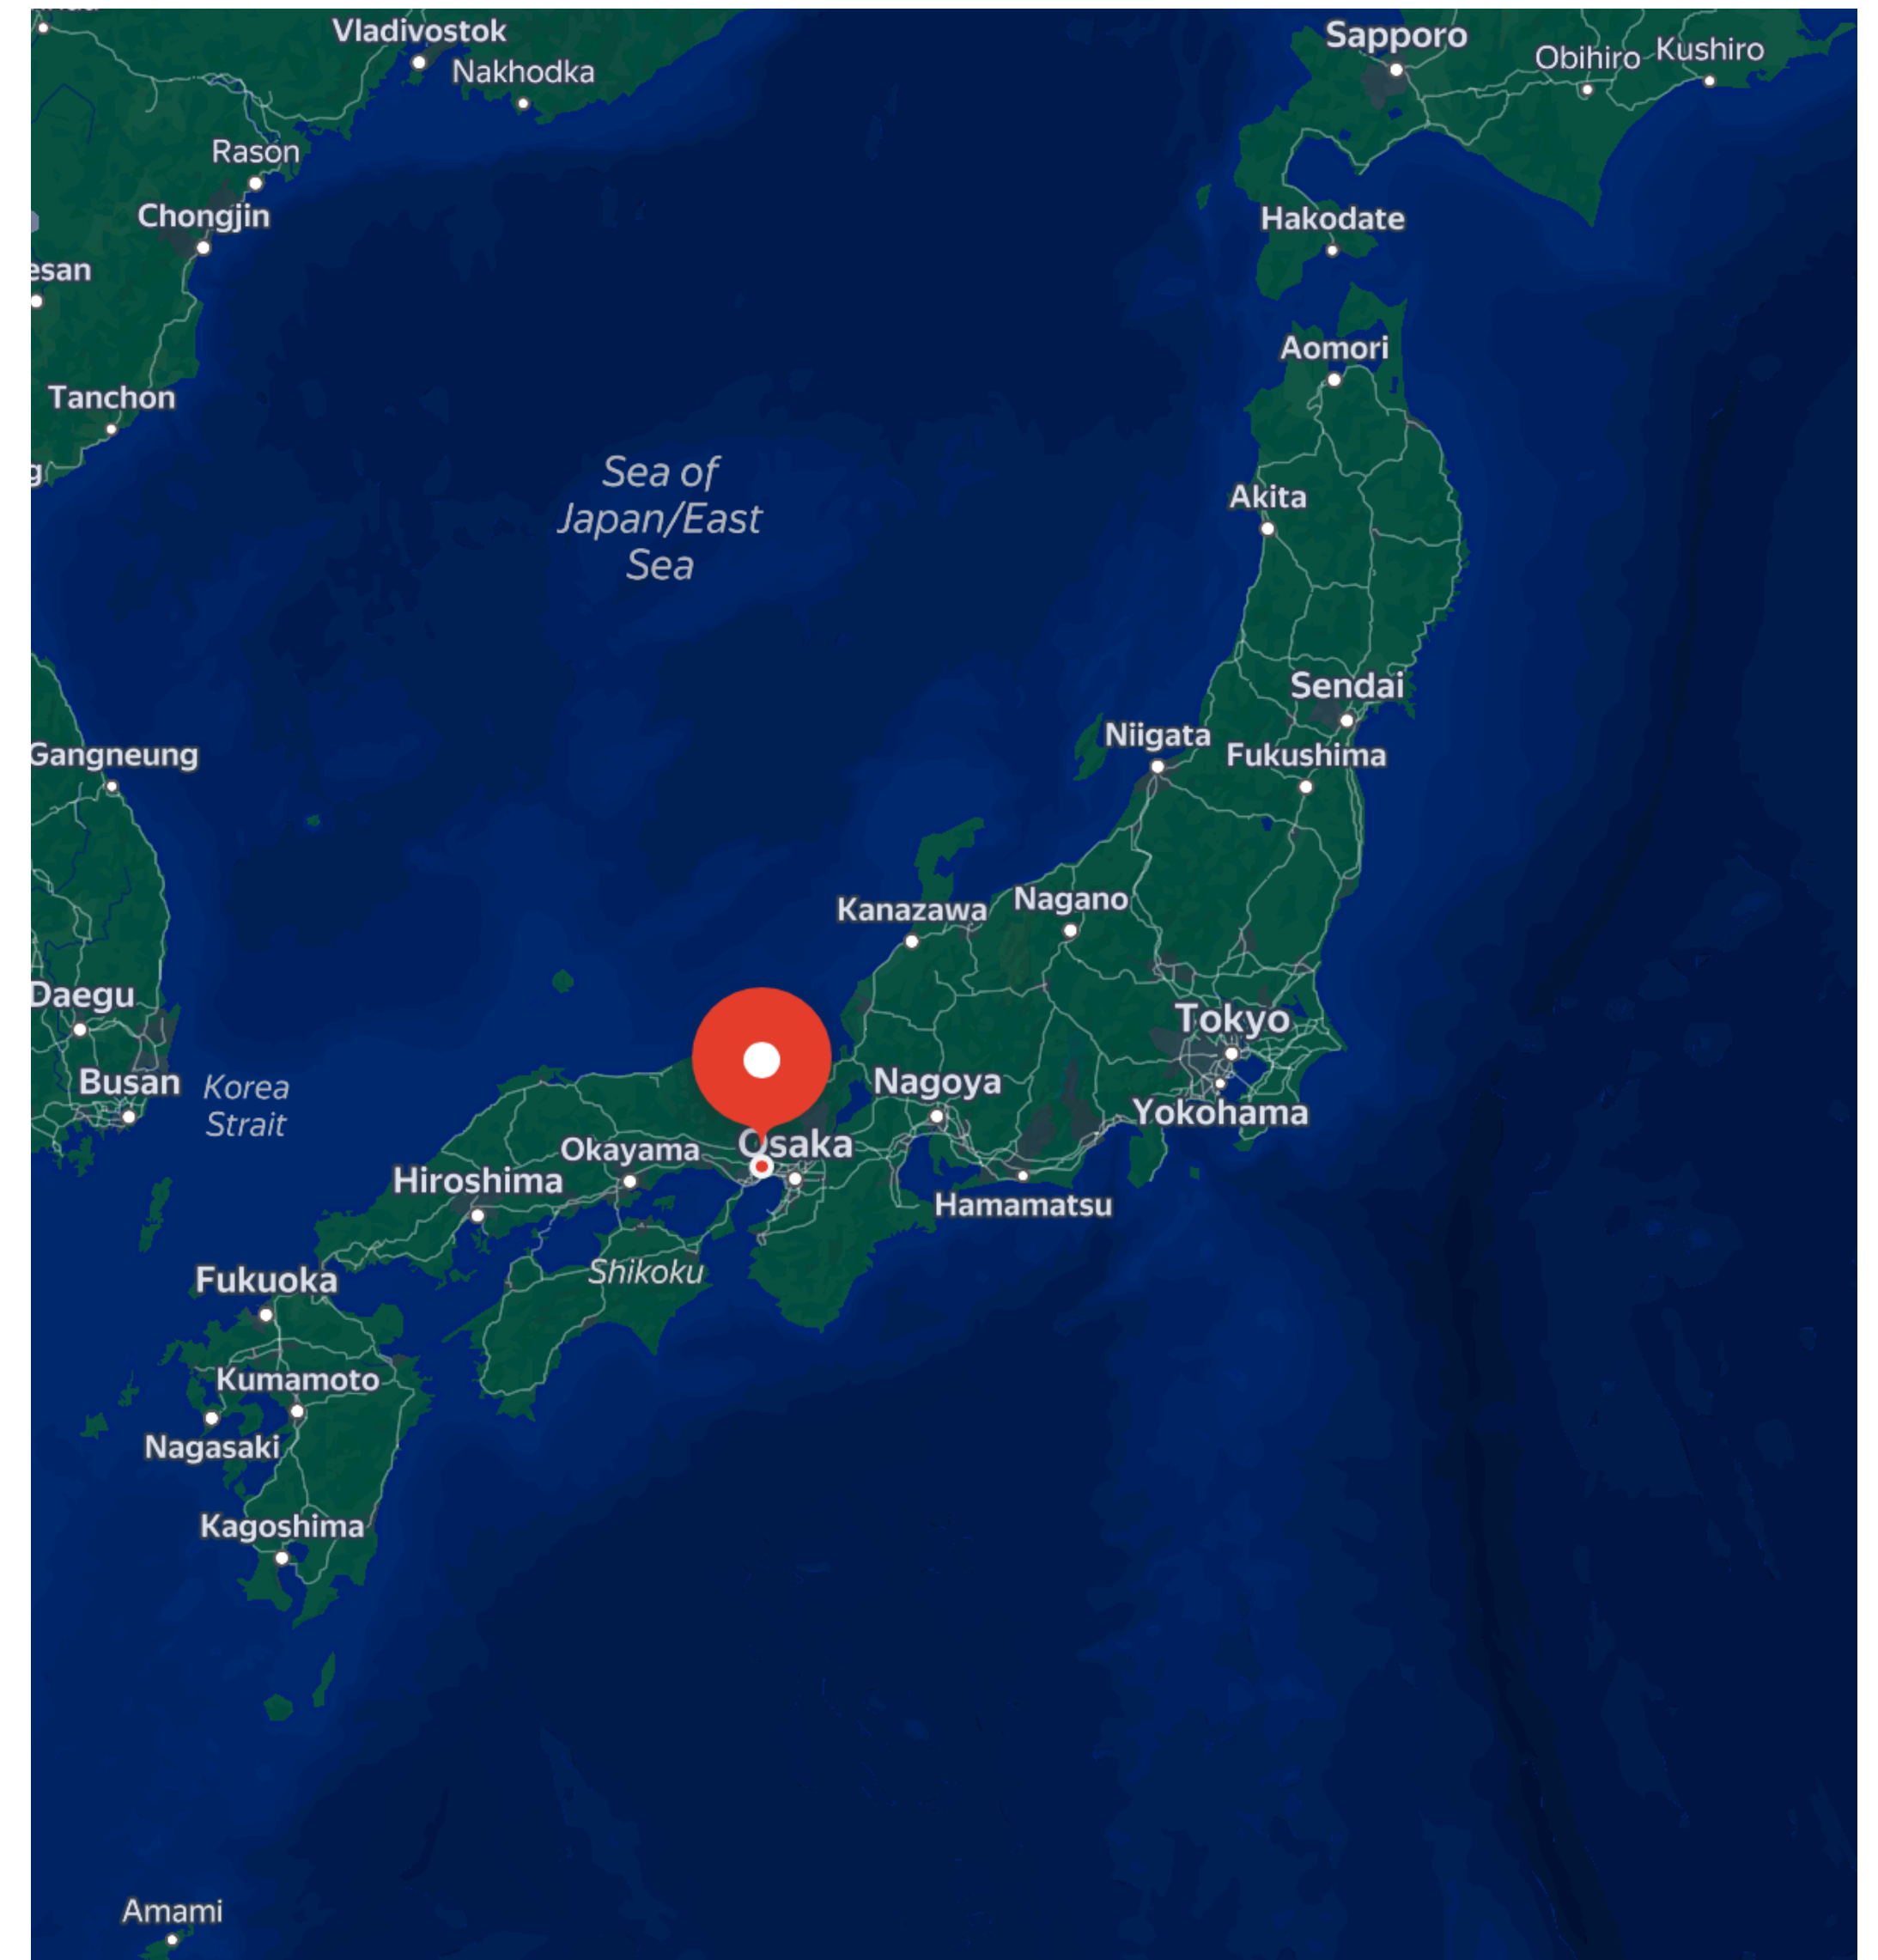 Vladivostok
Sapporo
Obihiro
Kushiro
Nakhodka
Rasŏn
Chongjin
Hakodate
esan
Aomori
Tanchon
g
Sea of
Japan/East
Sea
Akita
Sendai
Niigata
Fukushima
Gangneung
Kanazawa
Nagano
Daegu
Tokyo
Busan
Korea
Strait
Nagoya
Yokohama
Osaka
Okayama
Hiroshima
Hamamatsu
Shikoku
Fukuoka
Kumamoto
Nagasaki
Kagoshima
Amami